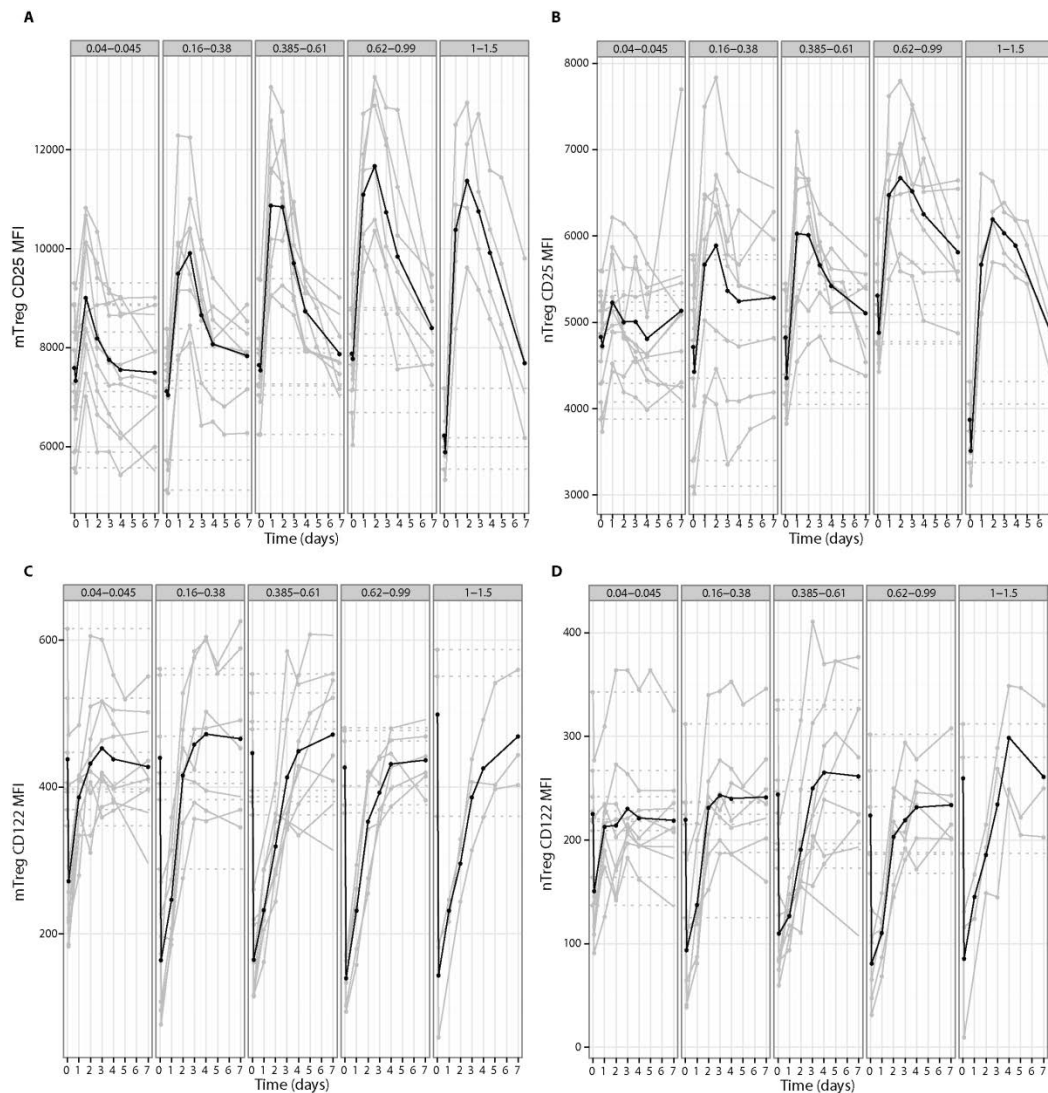 A
B
0.04−0.045 0.16−0.38 0.385−0.61 0.62−0.99 1−1.5
0.04−0.045 0.16−0.38 0.385−0.61 0.62−0.99 1−1.5
mTreg CD25 MFI
12000
10000
8000
6000
nTreg CD25 MFI
8000
7000
6000
5000
4000
3000
0 1 2 3 4 5 6 7 0 1 2 3 4 5 6 7 0 1 2 3 4 5 6 7 0 1 2 3 4 5 6 7 0 1 2 3 4 5 6 7
Time (days)
0 1 2 3 4 5 6 7 0 1 2 3 4 5 6 7 0 1 2 3 4 5 6 7 0 1 2 3 4 5 6 7 0 1 2 3 4 5 6 7
Time (days)
C
D
0.04−0.045 0.16−0.38 0.385−0.61 0.62−0.99 1−1.5
0.04−0.045 0.16−0.38 0.385−0.61 0.62−0.99 1−1.5
mTreg CD122 MFI
600
400
200
nTreg CD122 MFI
400
300
200
100
0
0 1 2 3 4 5 6 7 0 1 2 3 4 5 6 7 0 1 2 3 4 5 6 7 0 1 2 3 4 5 6 7 0 1 2 3 4 5 6 7
Time (days)
0 1 2 3 4 5 6 7 0 1 2 3 4 5 6 7 0 1 2 3 4 5 6 7 0 1 2 3 4 5 6 7 0 1 2 3 4 5 6 7
Time (days)